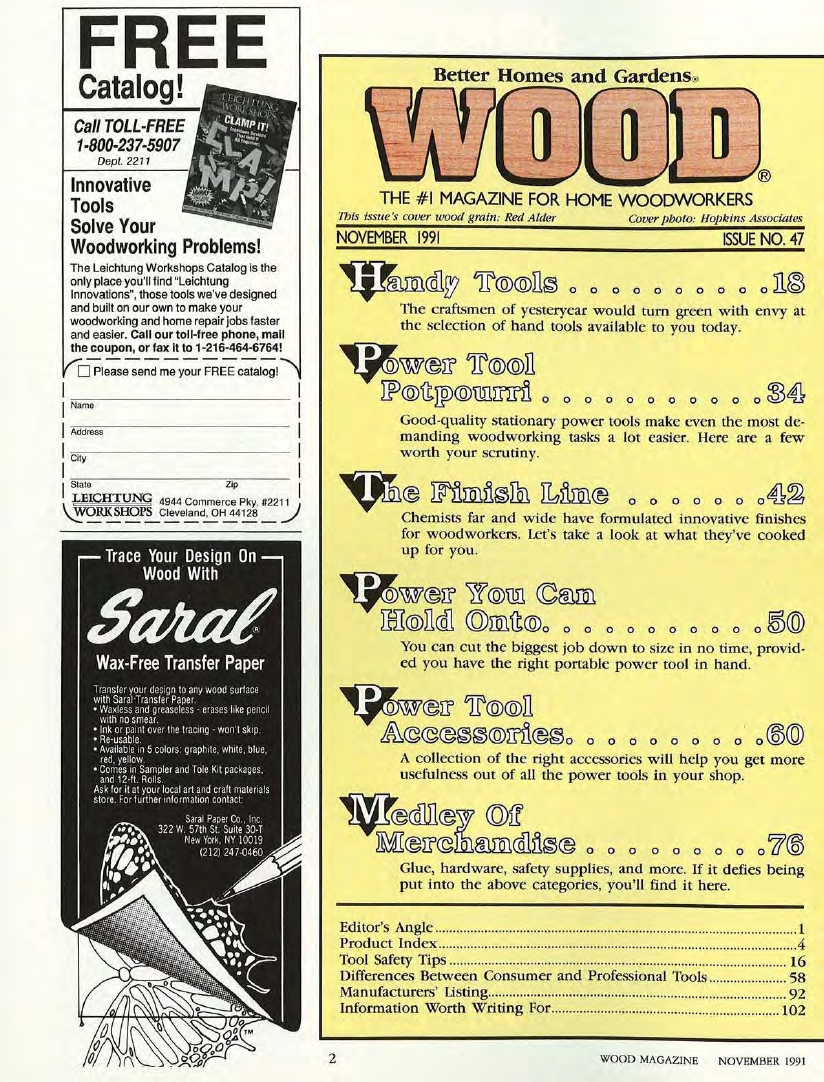 FREE
Catalog!
LEICHTUNG
WORKSHOPS
CLAMP IT!
CLA
MPS!
Call TOLL-FREE
1-800-237-5907
Dept. 2211
Innovative
Tools
Solve Your
Woodworking Problems!
The Leichtung Workshops Catalog is the
only place you'll find "Leichtung
Innovations", those tools we've designed
and built on our own to make your
woodworking and home repair jobs faster
and easier. Call our toll-free phone, mail
the coupon, or fax it to 1-216-464-6764!
Please send me your FREE catalog!
Name
Address
City
State Zip
LEICHTUNG 4944 Commerce Pky. #2211
WORKSHOPS Cleveland, OH 44128
Trace Your Design On
Wood With
Saral®
Wax-Free Transfer Paper
Transfer your design to any wood surface
with Saral-Transfer Paper.
• Waxless and greaseless - erases like pencil
with no smear.
• Ink or paint over the tracing - won't skip.
• Re-usable.
• Available in 5 colors: graphite, white, blue,
red, yellow.
• Comes in Sampler and Tole Kit packages,
and 12-ft. Rolls.
Ask for it at your local art and craft materials
store. For further information contact:
Saral Paper Co., Inc.
322 W. 57th St. Suite 30-T
New York, NY 10019
(212) 247-0460
TM
Better Homes and Gardens®
WOOD®
THE #1 MAGAZINE FOR HOME WOODWORKERS
This issue's cover wood grain: Red Alder Cover photo: Hopkins Associates
NOVEMBER 1991 ISSUE NO. 47
Handy Tools . . . . . . . . . . 18
The craftsmen of yesteryear would turn green with envy at
the selection of hand tools available to you today.
Power Tool
Potpourri . . . . . . . . . . . 34
Good-quality stationary power tools make even the most de-
manding woodworking tasks a lot easier. Here are a few
worth your scrutiny.
The Finish Line . . . . . . . 42
Chemists far and wide have formulated innovative finishes
for woodworkers. Let's take a look at what they've cooked
up for you.
Power You Can
Hold Onto. . . . . . . . . . . . 50
You can cut the biggest job down to size in no time, provid-
ed you have the right portable power tool in hand.
Power Tool
Accessories. . . . . . . . . . . 60
A collection of the right accessories will help you get more
usefulness out of all the power tools in your shop.
Medley Of
Merchandise . . . . . . . . . 76
Glue, hardware, safety supplies, and more. If it defies being
put into the above categories, you'll find it here.
Editor's Angle ........ 1
Product Index ........ 4
Tool Safety Tips ........ 16
Differences Between Consumer and Professional Tools ........ 58
Manufacturers' Listing ........ 92
Information Worth Writing For ........ 102
2 WOOD MAGAZINE NOVEMBER 1991